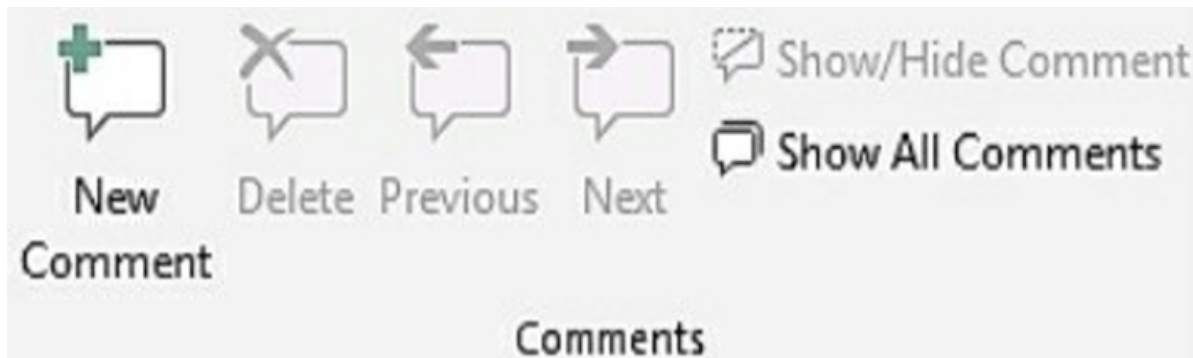 New
Comment
Delete
Previous
Next
Show/Hide Comment
Show All Comments
Comments